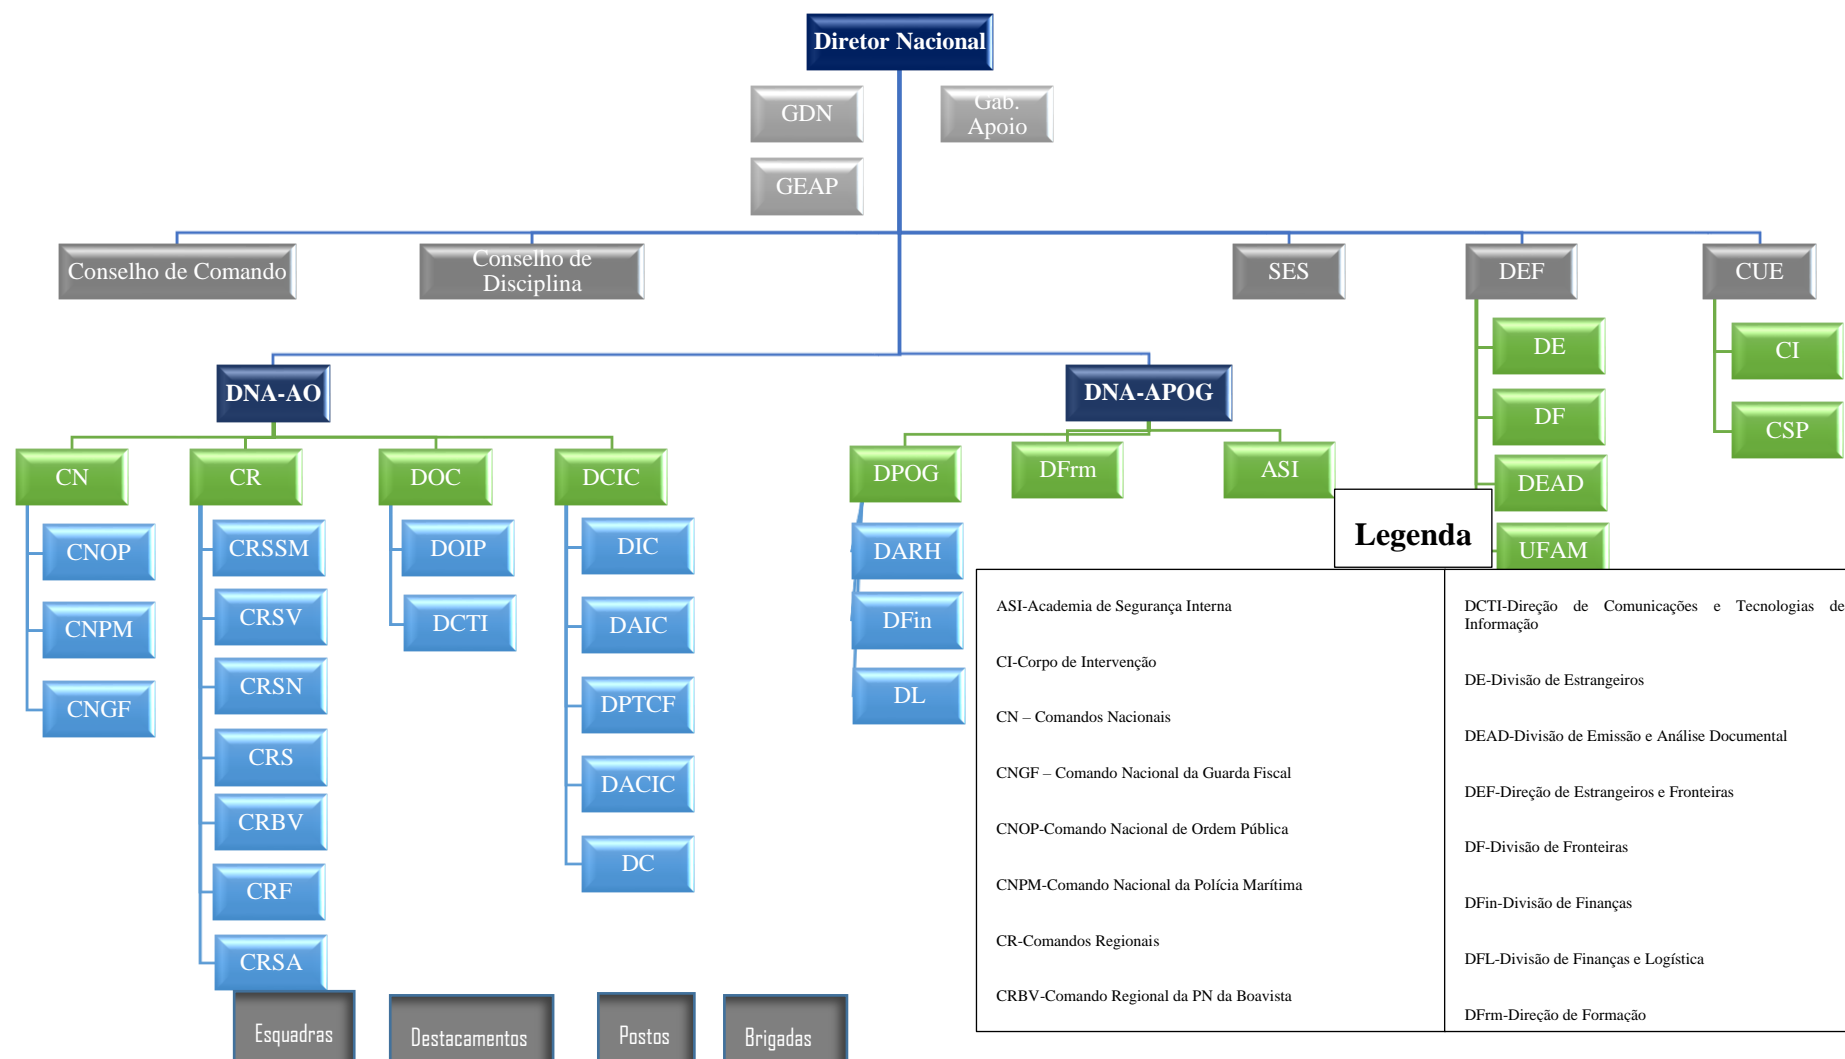 Diretor Nacional
GDN
Gab.
Apoio
GEAP
Conselho de Comando
Conselho de
Disciplina
SES
DEF
CUE
DE
CI
DF
CSP
DEAD
UFAM
DNA-AO
DNA-APOG
CN
CR
DOC
DCIC
DPOG
DFrm
ASI
CNOP
CNPM
CNGF
CRSSM
CRSV
CRSN
CRS
CRBV
CRF
CRSA
DOIP
DCTI
DIC
DAIC
DPTCF
DACIC
DC
DARH
DFin
DL
Esquadras
Destacamentos
Postos
Brigadas
Legenda
ASI-Academia de Segurança Interna
CI-Corpo de Intervenção
CN – Comandos Nacionais
CNGF – Comando Nacional da Guarda Fiscal
CNOP-Comando Nacional de Ordem Pública
CNPM-Comando Nacional da Polícia Marítima
CR-Comandos Regionais
CRBV-Comando Regional da PN da Boavista
DCTI-Direção de Comunicações e Tecnologias de
Informação
DE-Divisão de Estrangeiros
DEAD-Divisão de Emissão e Análise Documental
DEF-Direção de Estrangeiros e Fronteiras
DF-Divisão de Fronteiras
DFin-Divisão de Finanças
DFL-Divisão de Finanças e Logística
DFrm-Direção de Formação